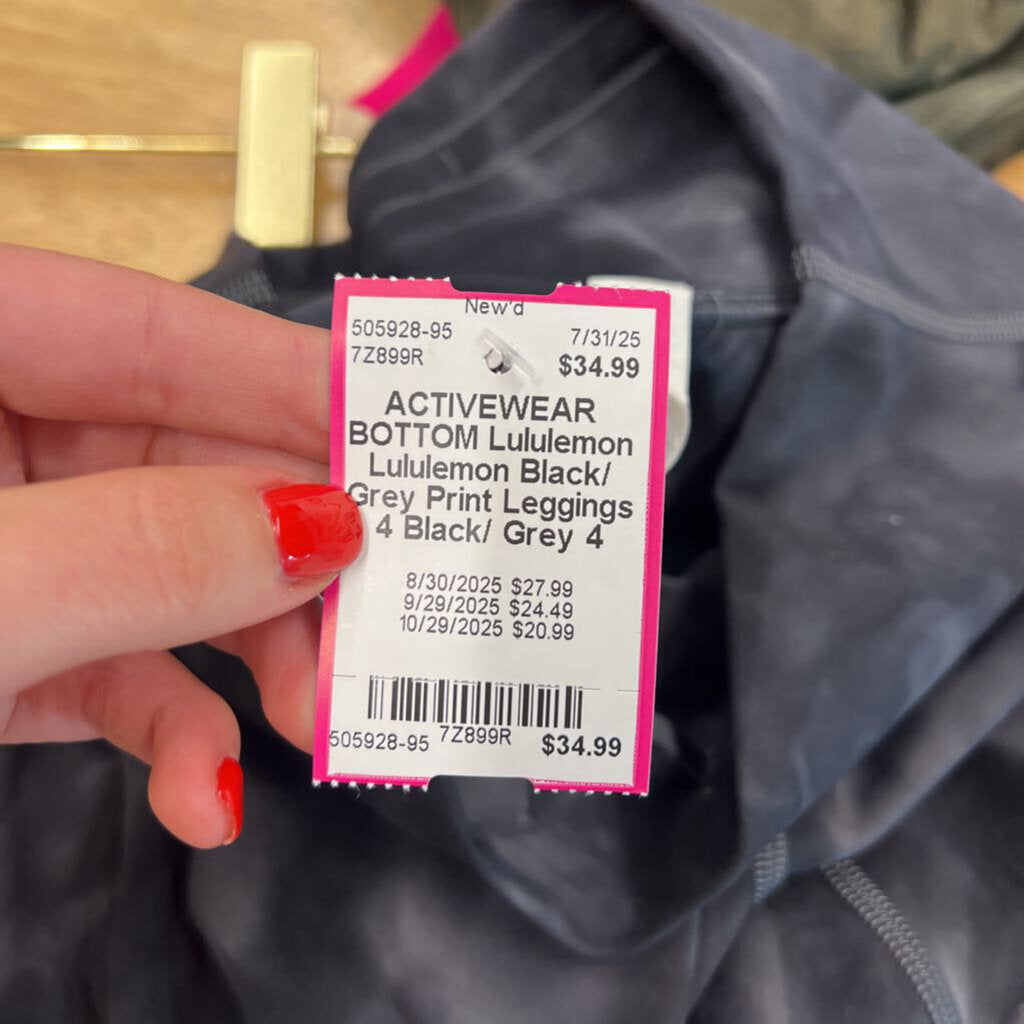 New'd
505928-95 7/31/25
7Z899R $34.99
ACTIVEWEAR
BOTTOM Lululemon
Lululemon Black/
Grey Print Leggings
4 Black/ Grey 4
8/30/2025 $27.99
9/29/2025 $24.49
10/29/2025 $20.99
505928-95 7Z899R $34.99